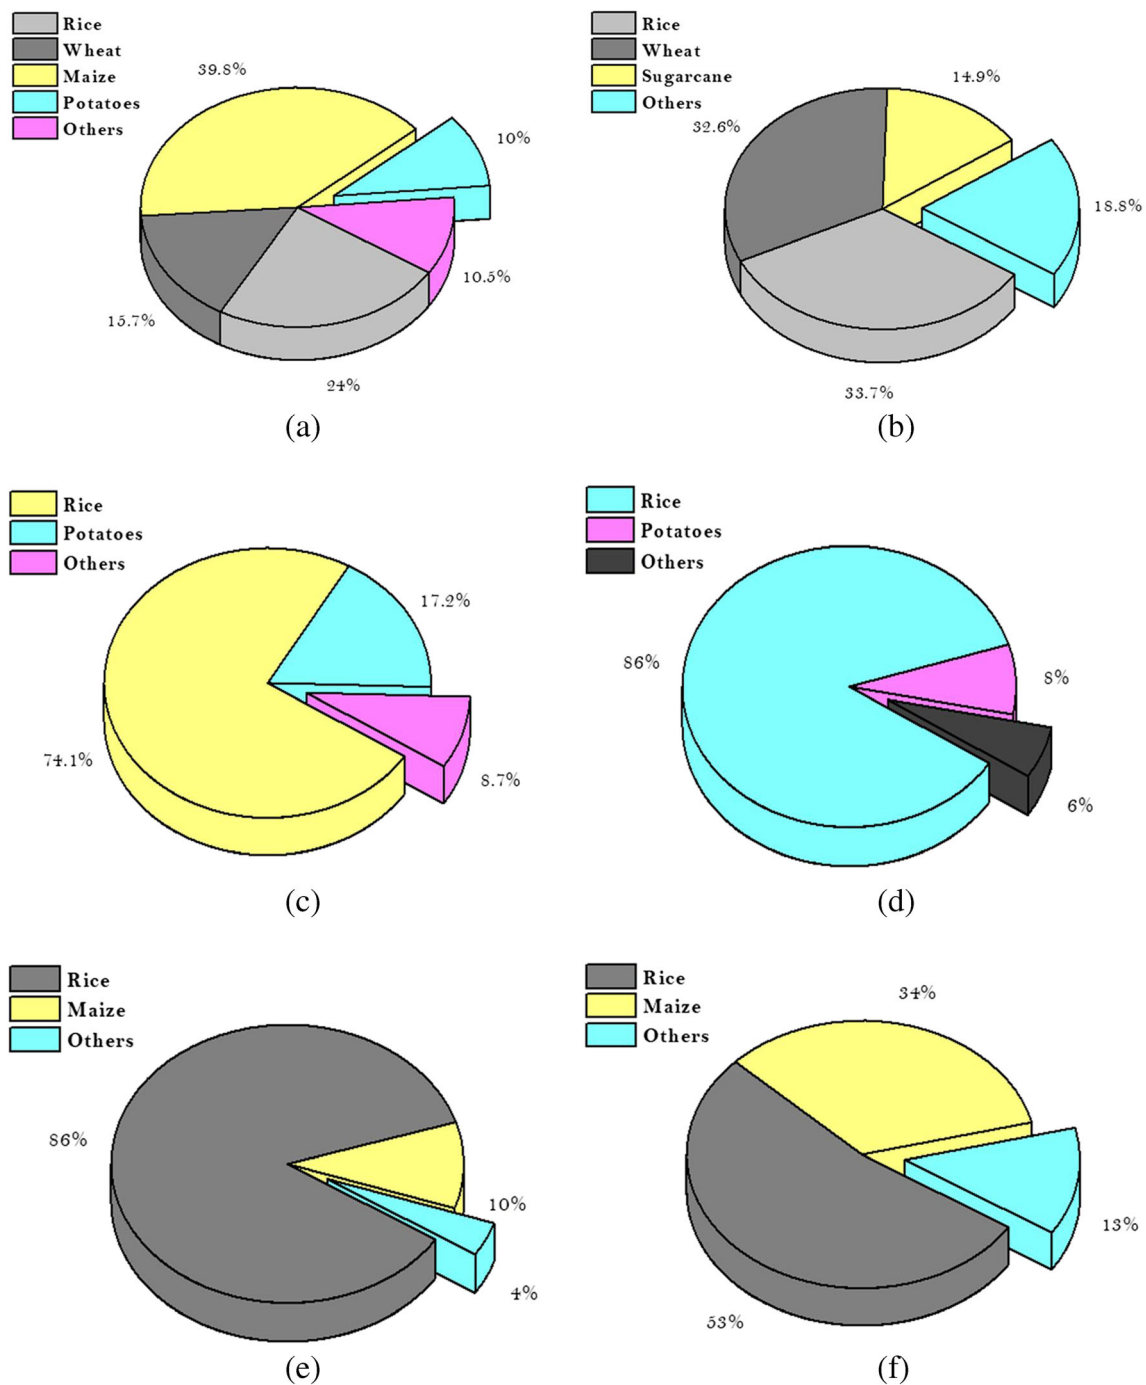 Rice
Wheat
Maize
Potatoes
Others
39.8%
10%
10.5%
15.7%
24%
(a)
Rice
Wheat
Sugarcane
Others
14.9%
32.6%
18.8%
33.7%
(b)
Rice
Potatoes
Others
17.2%
74.1%
8.7%
(c)
Rice
Potatoes
Others
86%
8%
6%
(d)
Rice
Maize
Others
86%
10%
4%
(e)
Rice
Maize
Others
34%
13%
53%
(f)